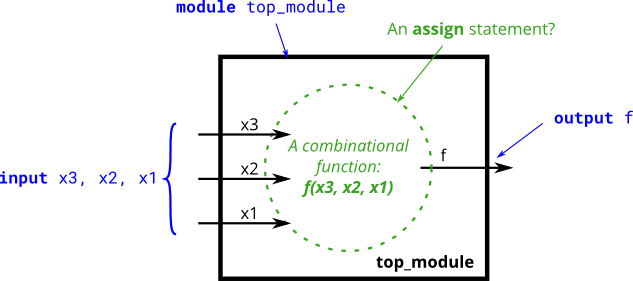 module top_module
An assign statement?
output f
x3
A combinational
function:
f(x3, x2, x1)
f
x2
input x3, x2, x1
x1
top_module